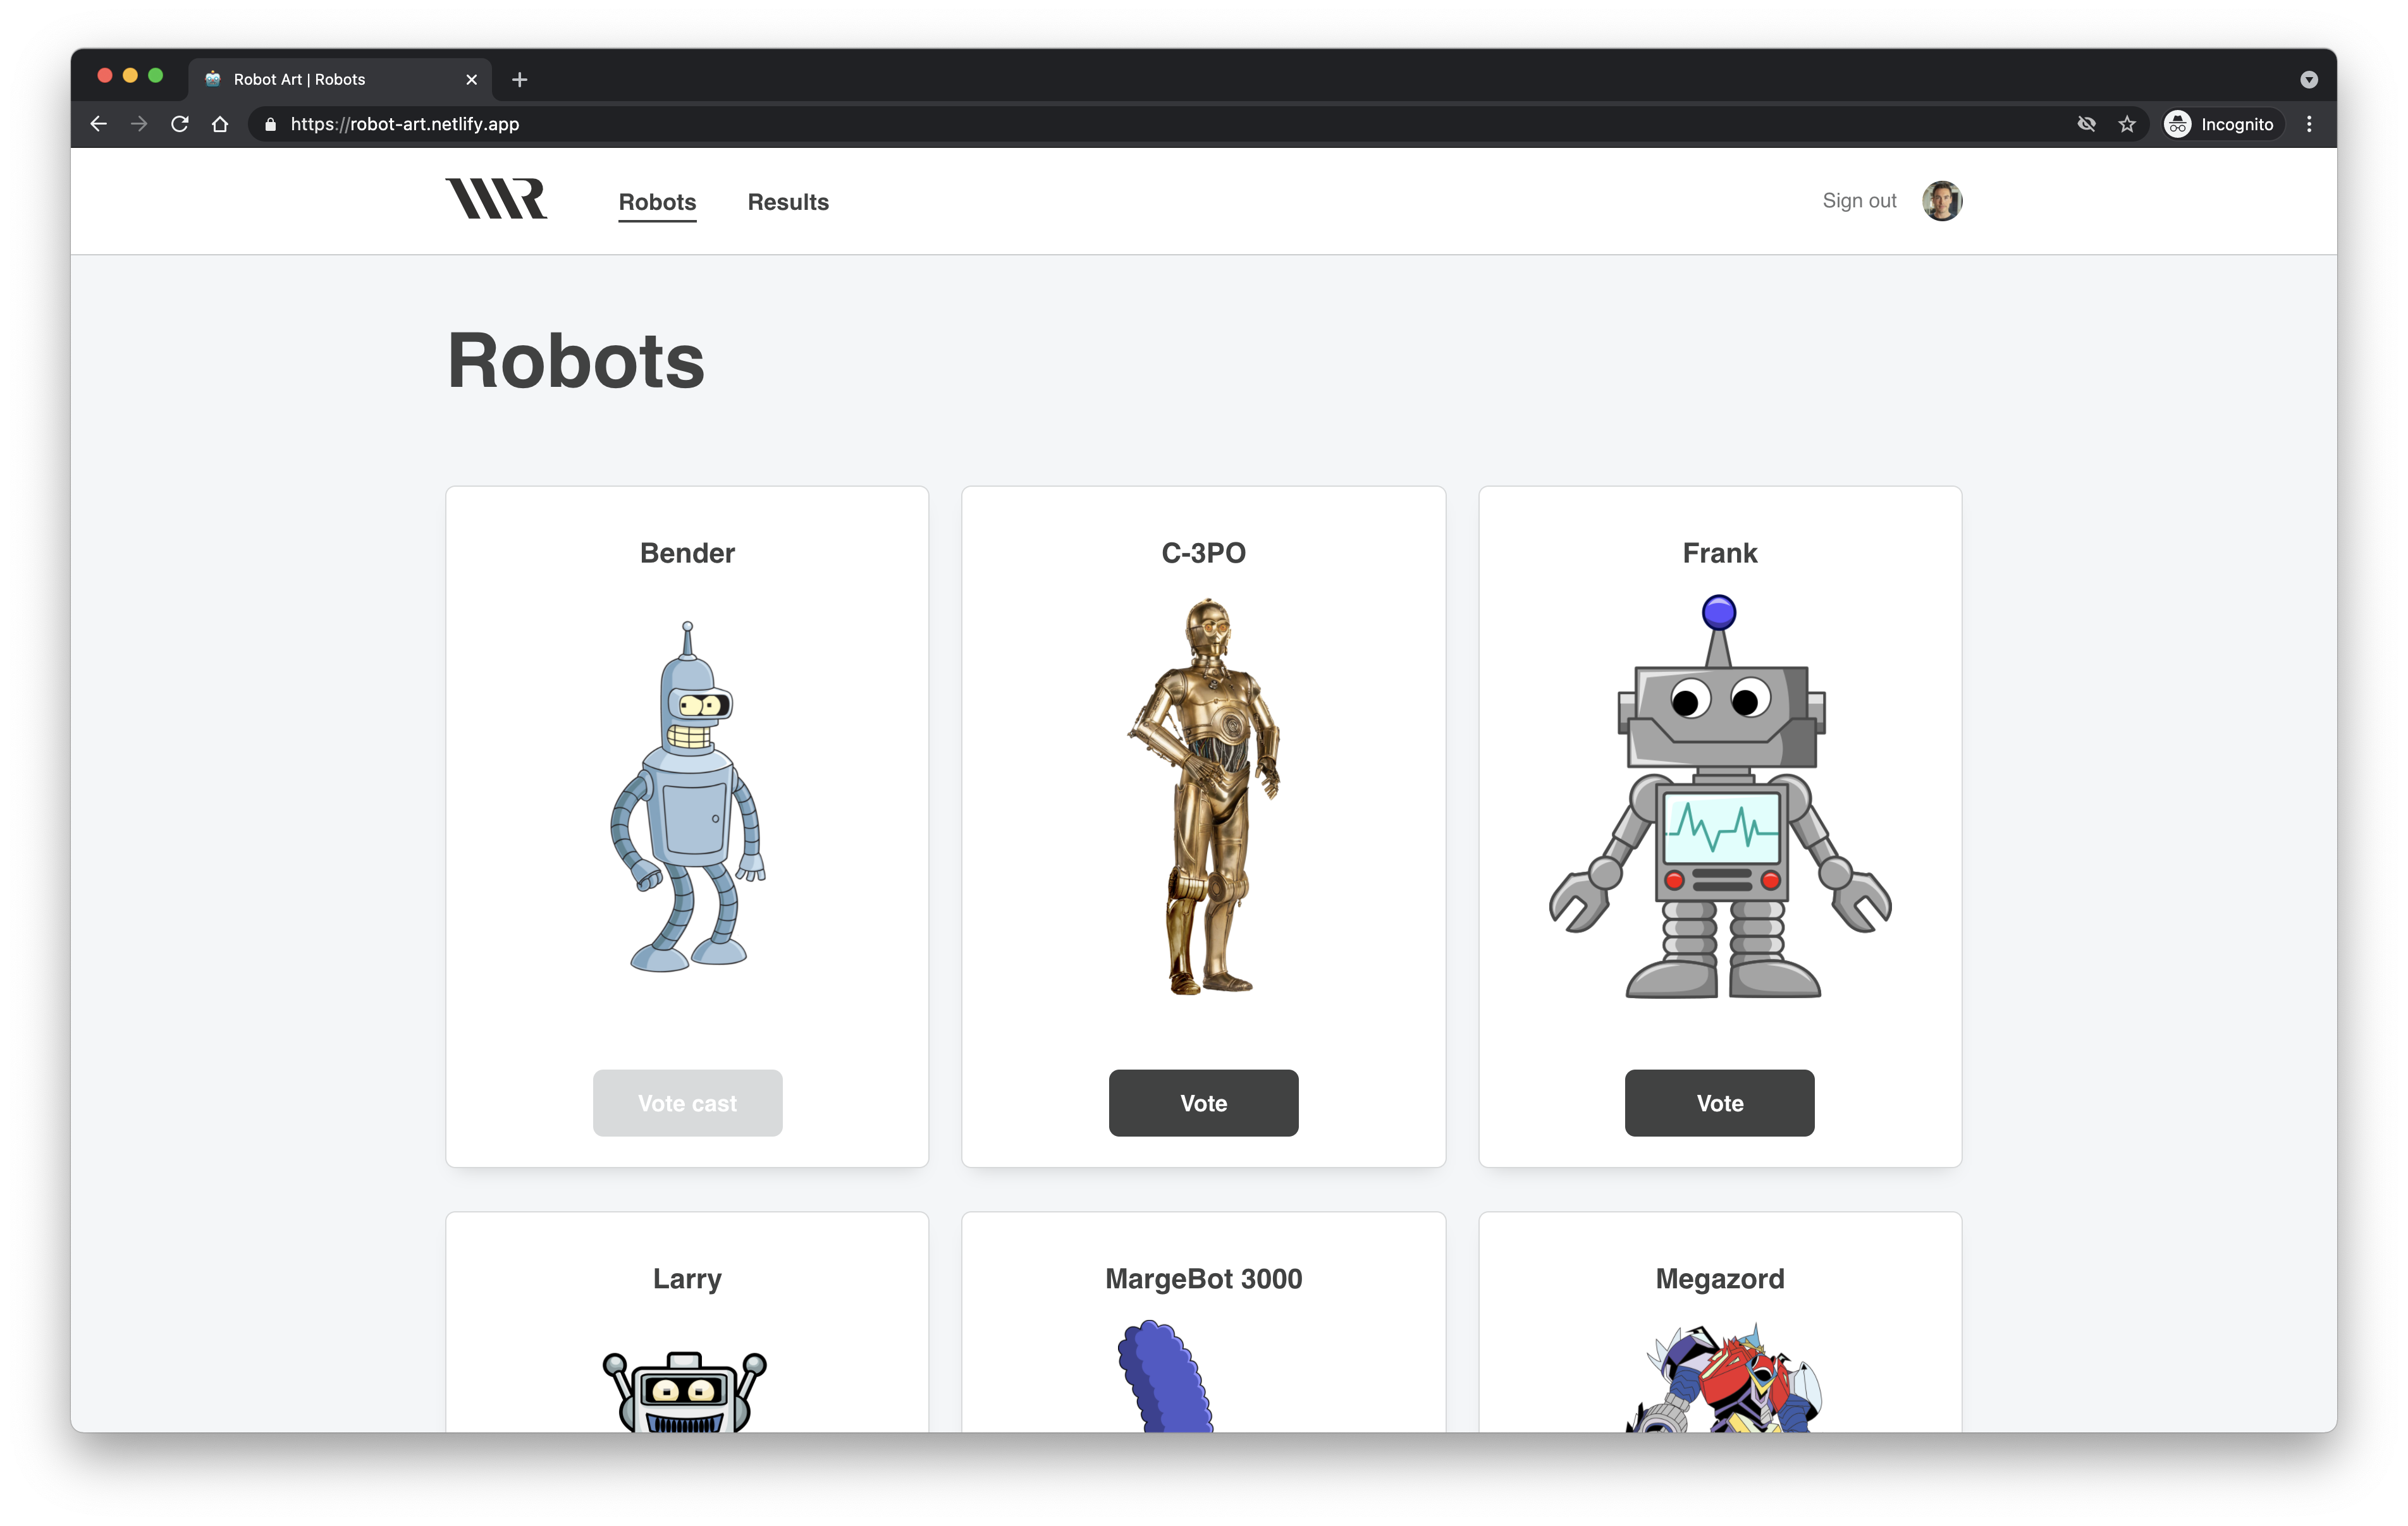 Robot Art | Robots
https://robot-art.netlify.app
Incognito
Robots
Results
Sign out
Robots
Bender
C-3PO
Frank
Vote cast
Vote
Vote
Larry
MargeBot 3000
Megazord